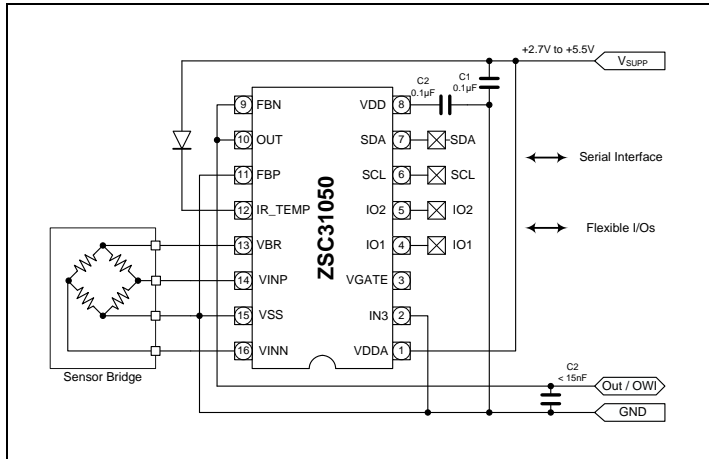 +2.7V to +5.5V
VSUPP
C2
0.1µF
C1
0.1µF
9 FBN
VDD 8
10 OUT
SDA 7
SDA
Serial Interface
11 FBP
SCL 6
SCL
12 IR_TEMP
IO2 5
IO2
Flexible I/Os
13 VBR
IO1 4
IO1
14 VINP
VGATE 3
15 VSS
IN3 2
16 VINN
VDDA 1
ZSC31050
Sensor Bridge
C2
< 15nF
Out / OWI
GND